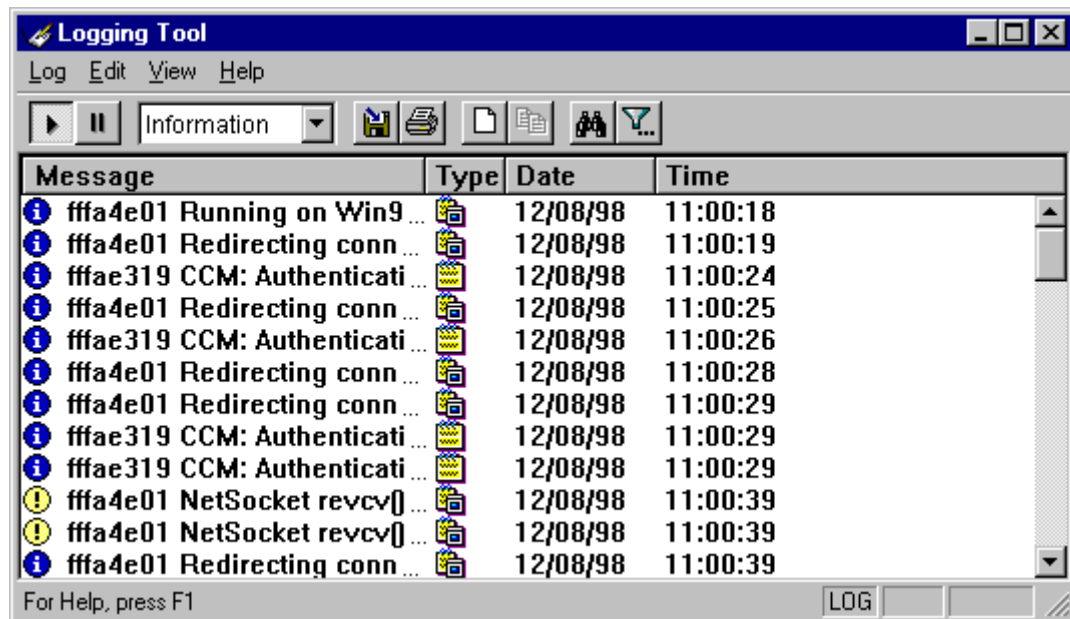 Logging Tool
Log Edit View Help
Information
Message Type Date Time
fffa4e01 Running on Win9... 12/08/98 11:00:18
fffa4e01 Redirecting conn... 12/08/98 11:00:19
fffae319 CCM: Authenticati... 12/08/98 11:00:24
fffa4e01 Redirecting conn... 12/08/98 11:00:25
fffae319 CCM: Authenticati... 12/08/98 11:00:26
fffa4e01 Redirecting conn... 12/08/98 11:00:28
fffa4e01 Redirecting conn... 12/08/98 11:00:29
fffae319 CCM: Authenticati... 12/08/98 11:00:29
fffae319 CCM: Authenticati... 12/08/98 11:00:29
fffa4e01 NetSocket revcv()... 12/08/98 11:00:39
fffa4e01 NetSocket revcv()... 12/08/98 11:00:39
fffa4e01 Redirecting conn... 12/08/98 11:00:39
For Help, press F1 LOG